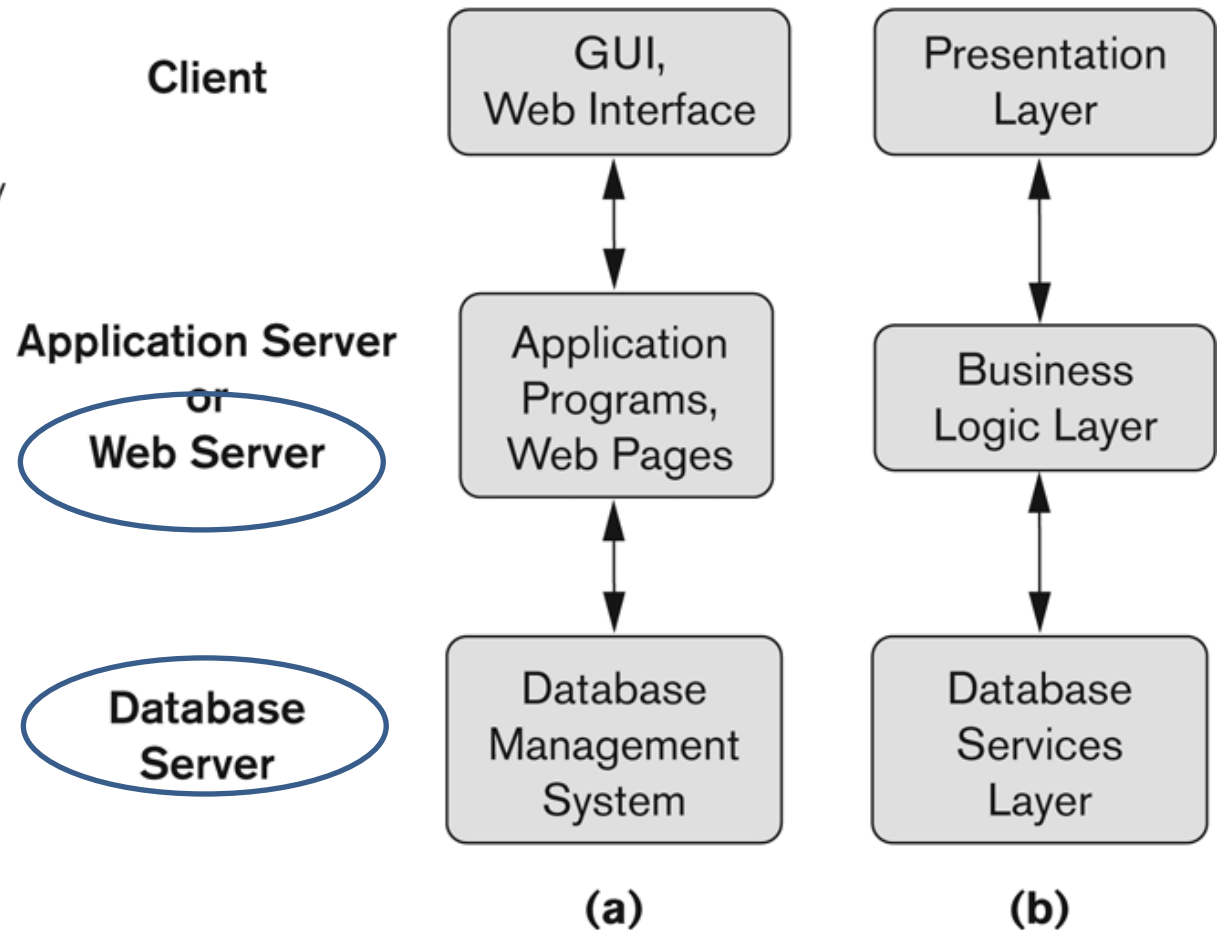 Client
GUI,
Web Interface
Presentation
Layer
Application Server
or
Web Server
Application
Programs,
Web Pages
Business
Logic Layer
Database
Server
Database
Management
System
Database
Services
Layer
(a)
(b)